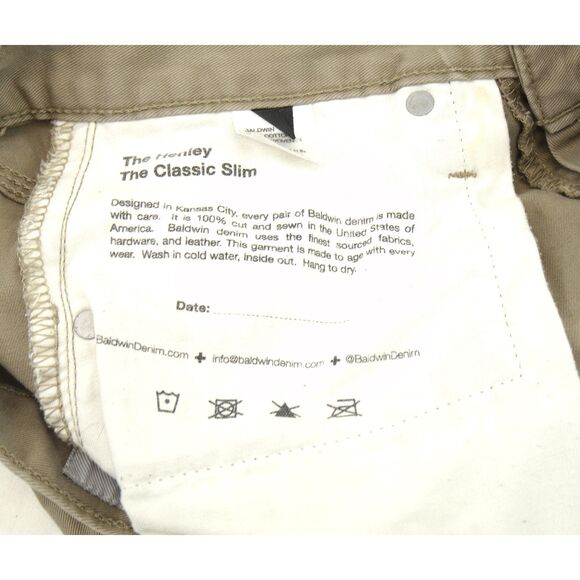 BALDWIN
COTTON
The Henley
The Classic Slim
Designed in Kansas City, every pair of Baldwin denim is made
with care. It is 100% cut and sewn in the United States of
America. Baldwin denim uses the finest sourced fabrics,
hardware, and leather. This garment is made to age with every
wear. Wash in cold water, inside out. Hang to dry.
Date:
BaldwinDenim.com + info@baldwindenim.com + @BaldwinDenim